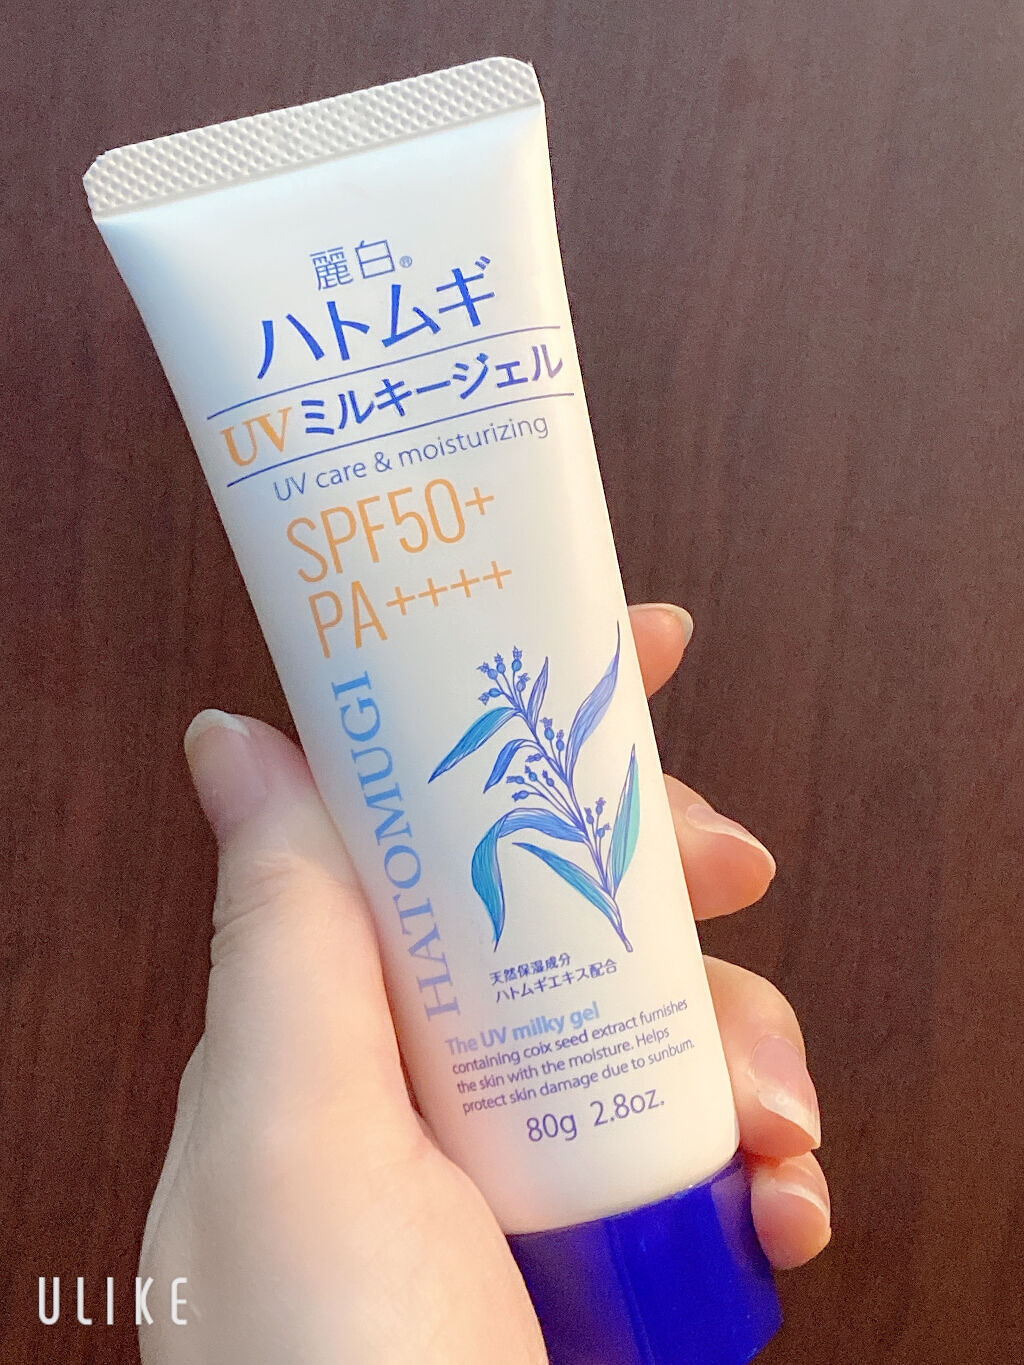 麗白®
ハトムギ
UVミルキージェル
UV care & moisturizing
SPF50+
PA++++
HATOMUGI
天然保湿成分
ハトムギエキス配合
The UV milky gel
containing coix seed extract furnishes
the skin with the moisture. Helps
protect skin damage due to sunburn.
80g 2.8oz.
ULIKE